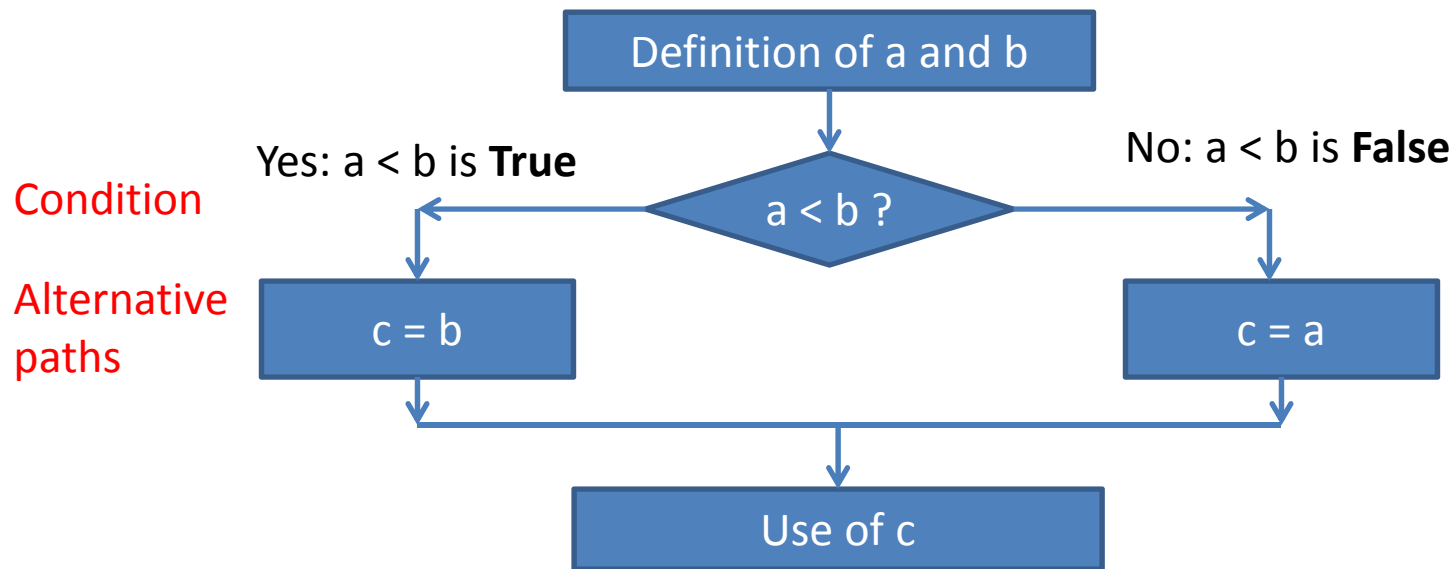 Definition of a and b
Yes: a < b is True
No: a < b is False
Condition
a < b ?
Alternative
paths
c = b
c = a
Use of c